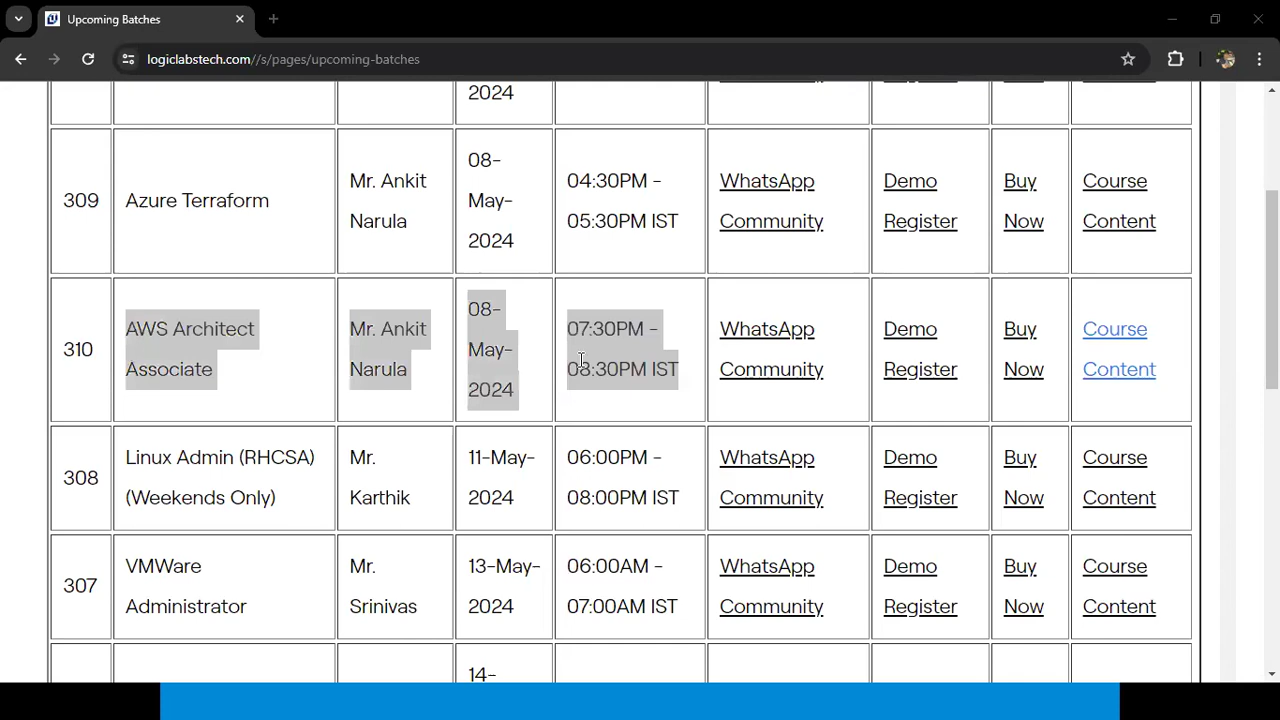 Upcoming Batches
logiclabstech.com//s/pages/upcoming-batches
2024
309 Azure Terraform Mr. Ankit Narula 08-May-2024 04:30PM - 05:30PM IST WhatsApp Community Demo Register Buy Now Course Content
310 AWS Architect Associate Mr. Ankit Narula 08-May-2024 07:30PM - 08:30PM IST WhatsApp Community Demo Register Buy Now Course Content
308 Linux Admin (RHCSA) (Weekends Only) Mr. Karthik 11-May-2024 06:00PM - 08:00PM IST WhatsApp Community Demo Register Buy Now Course Content
307 VMWare Administrator Mr. Srinivas 13-May-2024 06:00AM - 07:00AM IST WhatsApp Community Demo Register Buy Now Course Content
14-